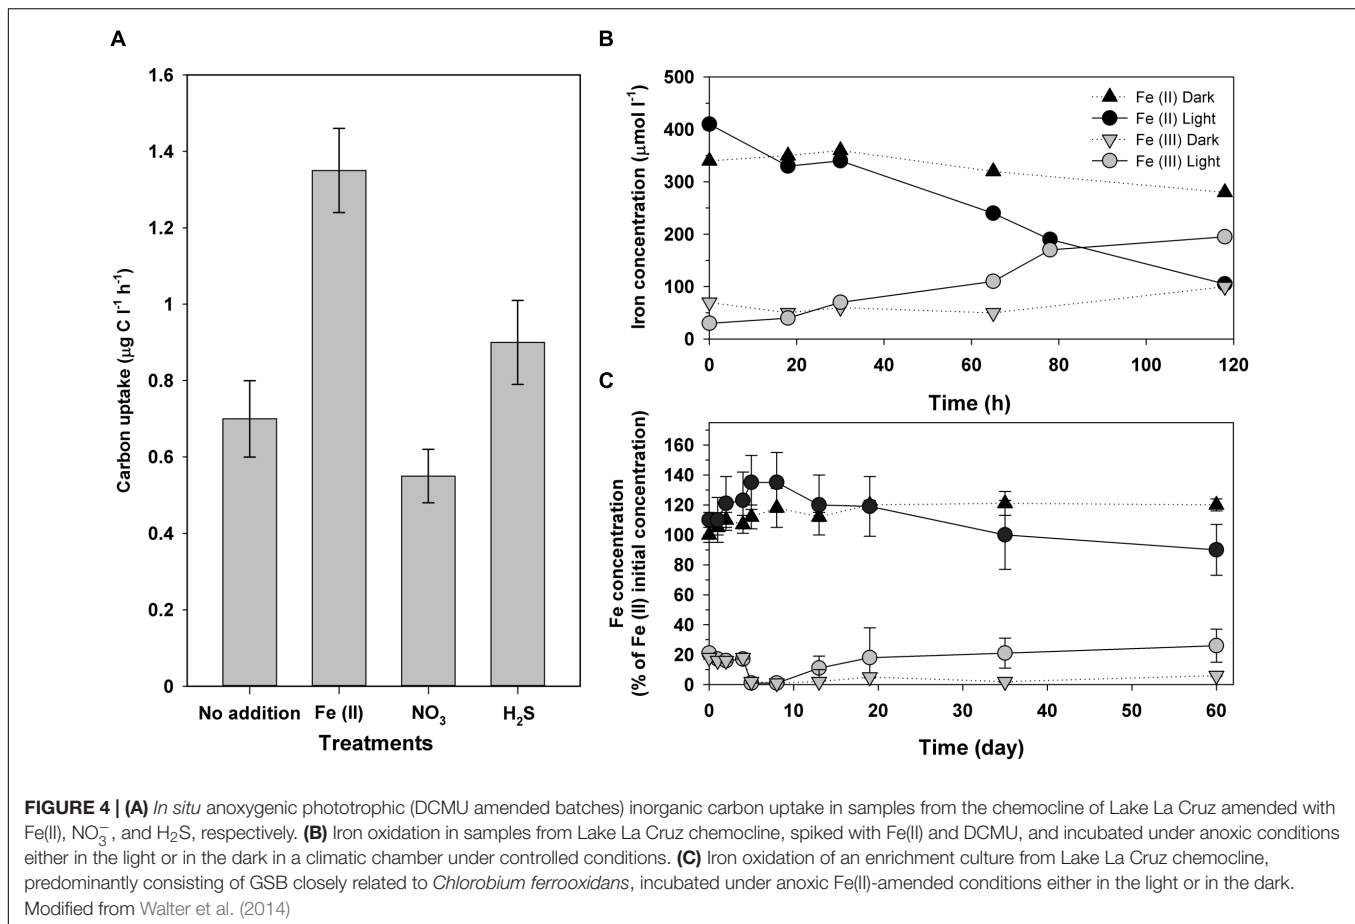 A
Carbon uptake (µg C l⁻¹ h⁻¹)
1.6
1.4
1.2
1
0.8
0.6
0.4
0.2
0
No addition Fe (II) NO₃ H₂S
Treatments
B
Iron concentration (µmol l⁻¹)
500
400
300
200
100
0
Fe (II) Dark
Fe (II) Light
Fe (III) Dark
Fe (III) Light
0 20 40 60 80 100 120
Time (h)
C
Fe concentration
(% of Fe (II) initial concentration)
160
140
120
100
80
60
40
20
0
0 10 20 30 40 50 60
Time (day)
FIGURE 4 | (A) In situ anoxygenic phototrophic (DCMU amended batches) inorganic carbon uptake in samples from the chemocline of Lake La Cruz amended with
Fe(II), NO₃⁻, and H₂S, respectively. (B) Iron oxidation in samples from Lake La Cruz chemocline, spiked with Fe(II) and DCMU, and incubated under anoxic conditions
either in the light or in the dark in a climatic chamber under controlled conditions. (C) Iron oxidation of an enrichment culture from Lake La Cruz chemocline,
predominantly consisting of GSB closely related to Chlorobium ferrooxidans, incubated under anoxic Fe(II)-amended conditions either in the light or in the dark.
Modified from Walter et al. (2014)